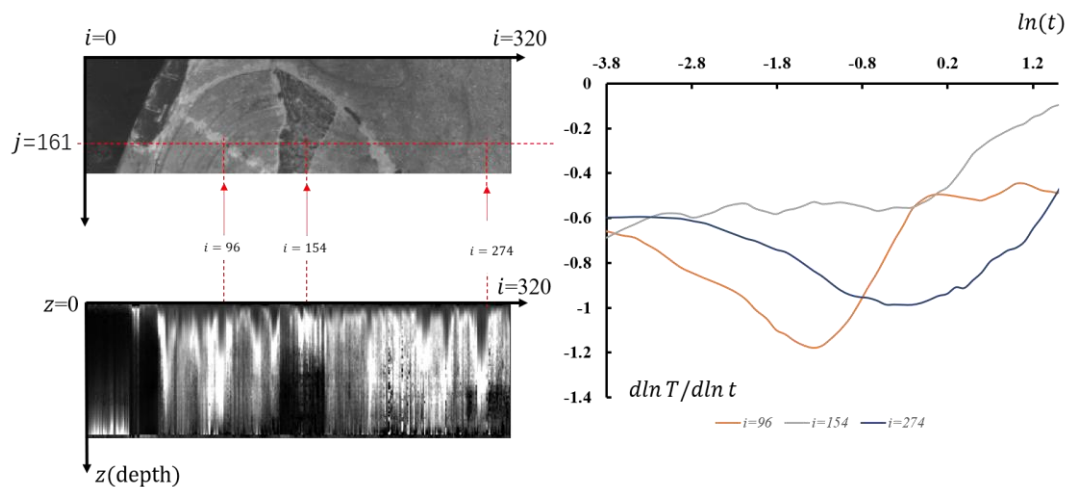 i=0
i=320
j=161
i = 96
i = 154
i = 274
z=0
i=320
z(depth)
ln(t)
-3.8 -2.8 -1.8 -0.8 0.2 1.2
0
-0.2
-0.4
-0.6
-0.8
-1
-1.2
-1.4
dln T/dln t
i=96 i=154 i=274